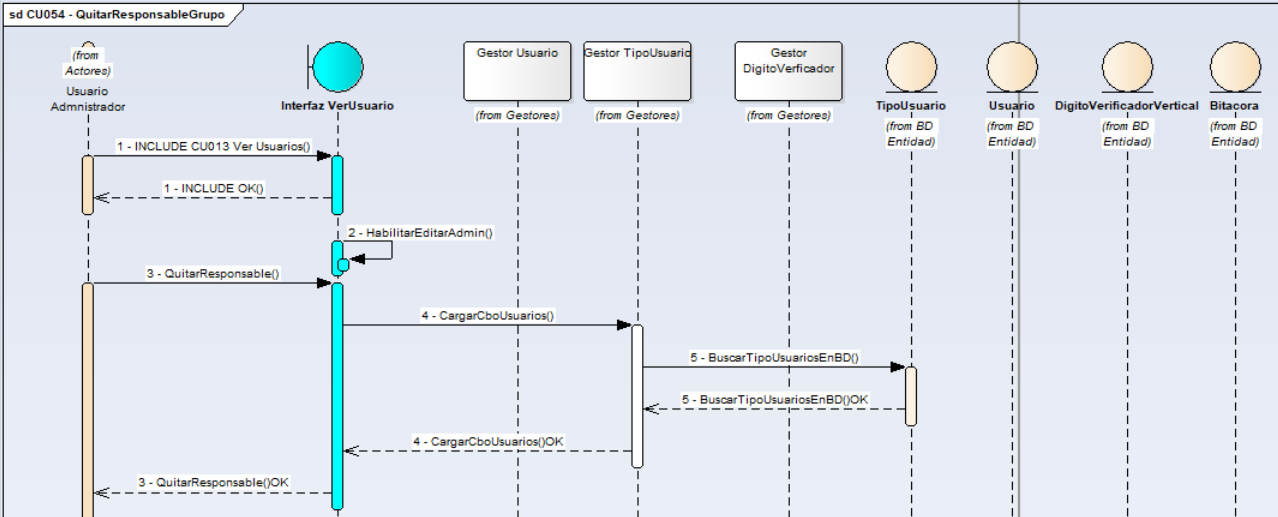 sd CU054 - QuitarResponsableGrupo
(from
Actores)
Usuario
Admnistrador
Interfaz VerUsuario
Gestor Usuario
(from Gestores)
Gestor TipoUsuario
(from Gestores)
Gestor
DigitoVerficador
(from Gestores)
TipoUsuario
(from BD
Entidad)
Usuario
(from BD
Entidad)
DigitoVerificadorVertical
(from BD
Entidad)
Bitacora
(from BD
Entidad)
1 - INCLUDE CU013 Ver Usuarios()
1 - INCLUDE OK()
2 - HabilitarEditarAdmin()
3 - QuitarResponsable()
4 - CargarCboUsuarios()
5 - BuscarTipoUsuariosEnBD()
5 - BuscarTipoUsuariosEnBD()OK
4 - CargarCboUsuarios()OK
3 - QuitarResponsable()OK